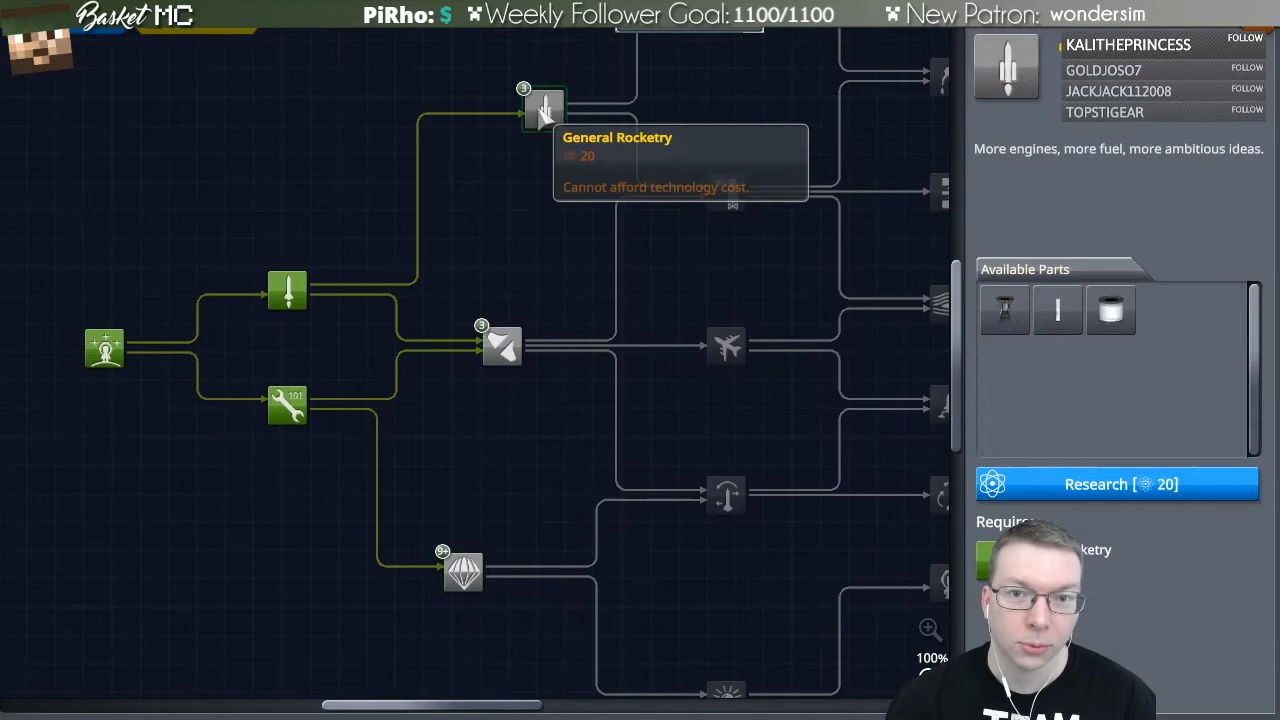 Basket MC
PiRho: $
Weekly Follower Goal: 1100/1100
New Patron: wondersim
KALITHEPRINCESS FOLLOW
GOLDJOSO7 FOLLOW
JACKJACK112008 FOLLOW
TOPSTIGEAR FOLLOW
More engines, more fuel, more ambitious ideas.
3
General Rocketry
20
Cannot afford technology cost.
Available Parts
3
101
9+
Research [ 20]
100%
TEAM